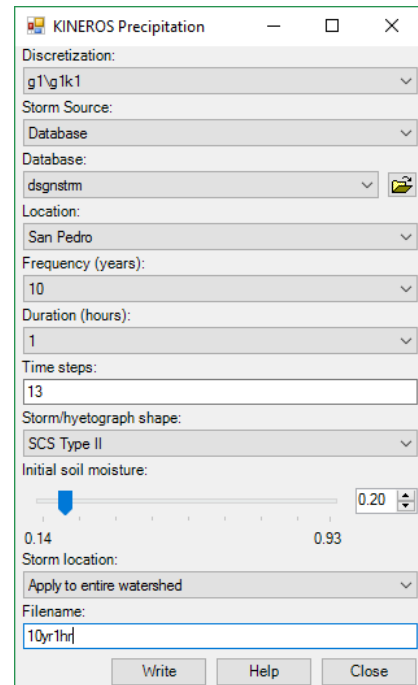 KINEROS Precipitation
Discretization:
g1\g1k1
Storm Source:
Database
Database:
dsgnstrm
Location:
San Pedro
Frequency (years):
10
Duration (hours):
1
Time steps:
13
Storm/hyetograph shape:
SCS Type II
Initial soil moisture:
0.20
0.14 0.93
Storm location:
Apply to entire watershed
Filename:
10yr1hr
Write Help Close